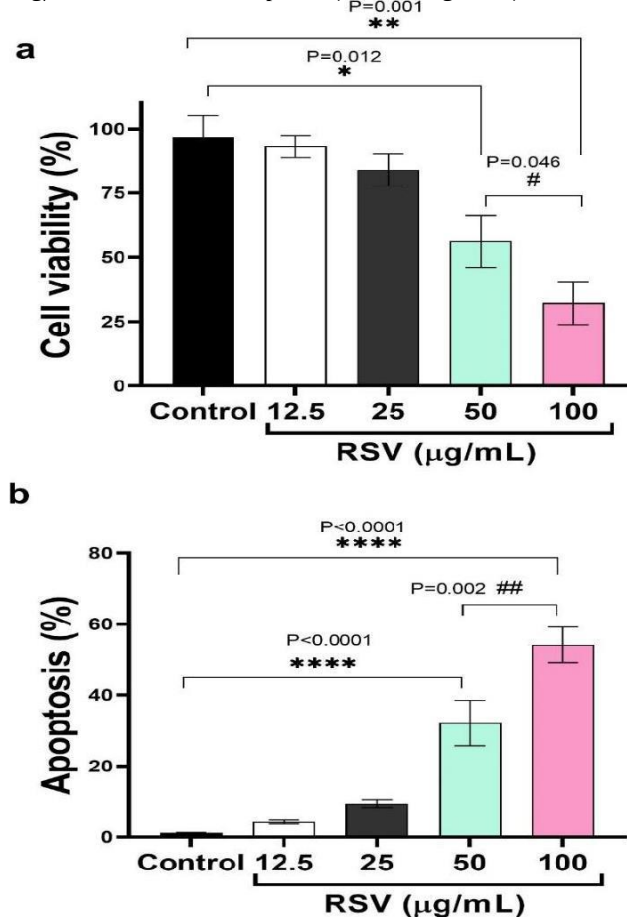 P=0.001
**
a
P=0.012
*
100
75
50
25
0
P=0.046
#
Cell viability (%)
Control 12.5 25 50 100
RSV (μg/mL)
b
P<0.0001
****
80
60
40
20
0
P=0.002 ##
P<0.0001
****
Apoptosis (%)
Control 12.5 25 50 100
RSV (μg/mL)